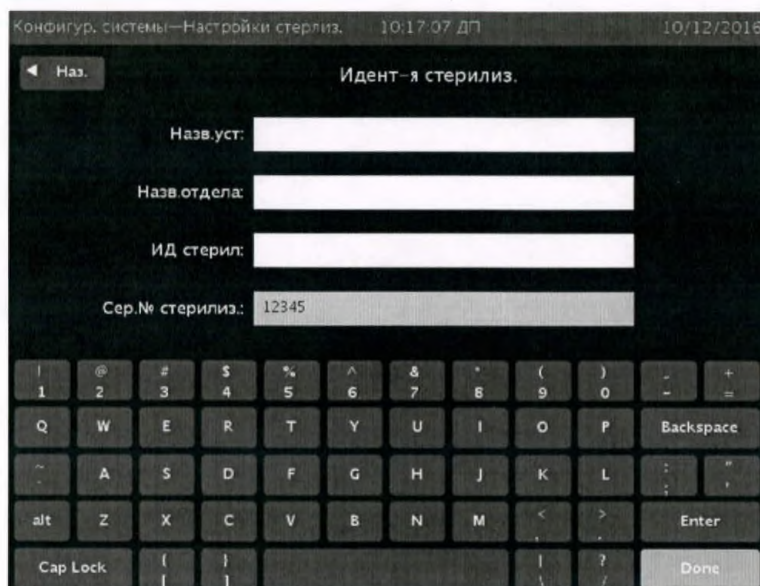 Конфигур. системы—Настройки стерлиз. 10:17:07 ДП 10/12/2016
◄ Наз. Идент-я стерилиз.
Назв.уст:
Назв.отдела:
ИД стерил:
Сер.№ стерилиз.: 12345
! @ # $ % ^ & * ( ) _ +
1 2 3 4 5 6 7 8 9 0 - =
Q W E R T Y U I O P Backspace
~ A S D F G H J K L : "
; '
alt Z X C V B N M < > Enter
, .
Cap Lock { } | ? Done
[ ] \ /